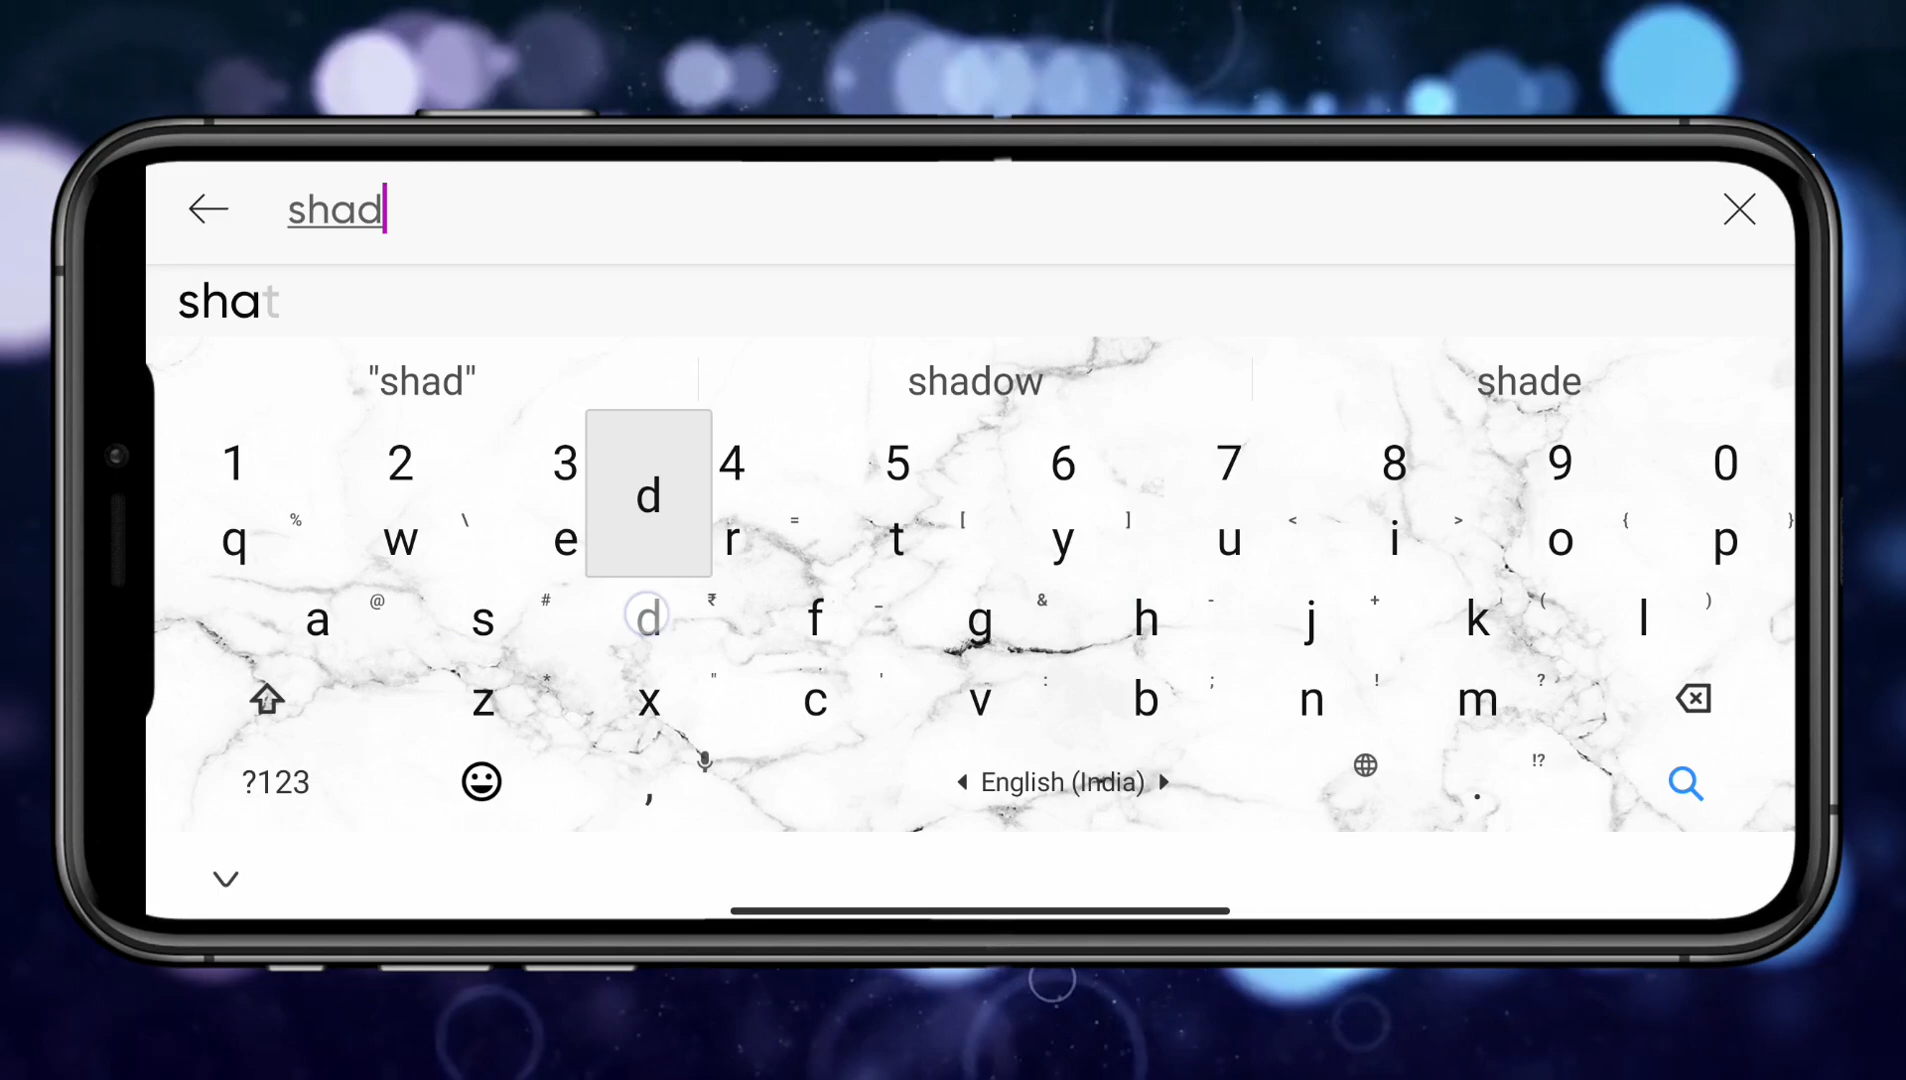 shad
shat
"shad" shadow shade
1 2 3 4 5 6 7 8 9 0
d
% \ = [ ] < > { }
q w e r t y u i o p
@ # ₹ _ & - + ( )
a s d f g h j k l
* " ' : ; ! ?
z x c v b n m
!?
?123 , English (India) .